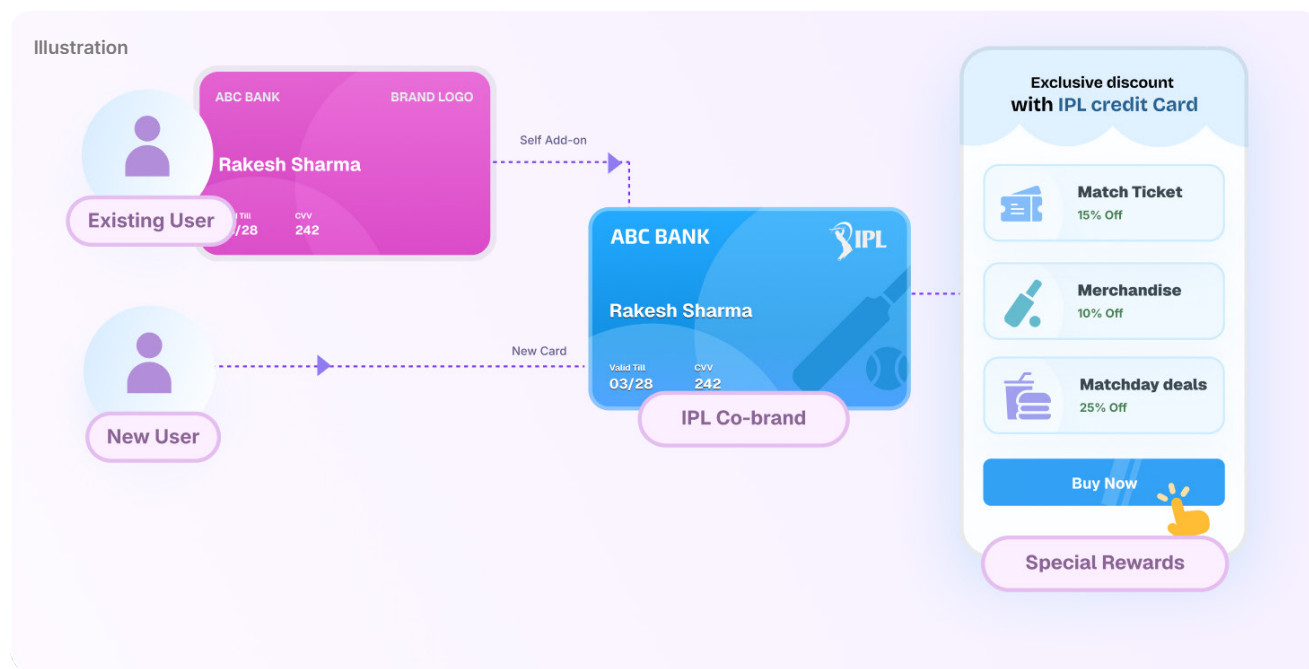 Illustration
ABC BANK
BRAND LOGO
Rakesh Sharma
Till
CVV
/28
242
Existing User
Self Add-on
New User
New Card
ABC BANK
IPL
Rakesh Sharma
Valid Till
CVV
03/28
242
IPL Co-brand
Exclusive discount
with IPL credit Card
Match Ticket
15% Off
Merchandise
10% Off
Matchday deals
25% Off
Buy Now
Special Rewards